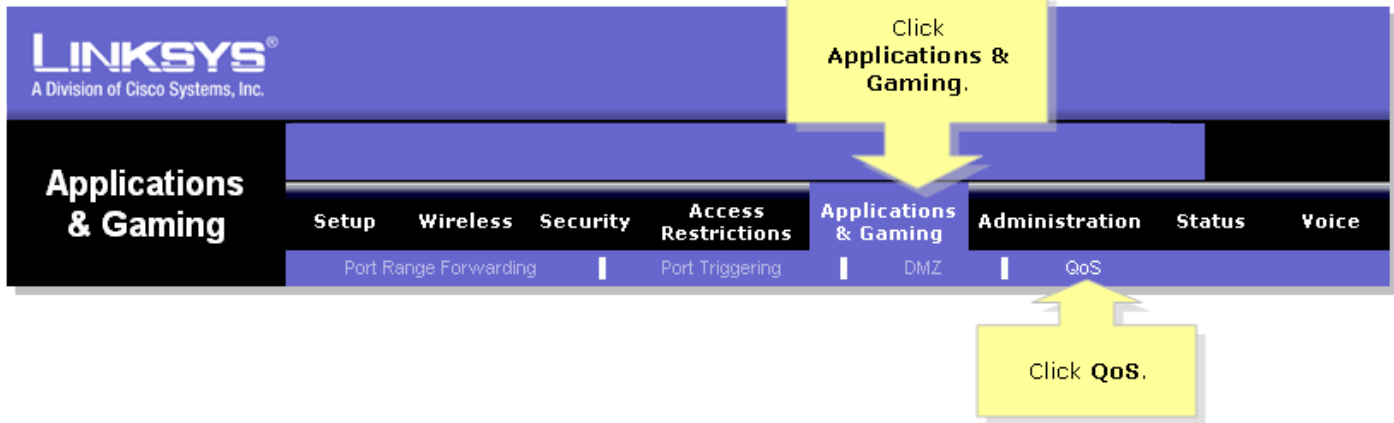 LINKSYS®
A Division of Cisco Systems, Inc.
Click
Applications &
Gaming.
Applications
& Gaming
Setup Wireless Security Access Restrictions Applications & Gaming Administration Status Voice
Port Range Forwarding Port Triggering DMZ QoS
Click QoS.